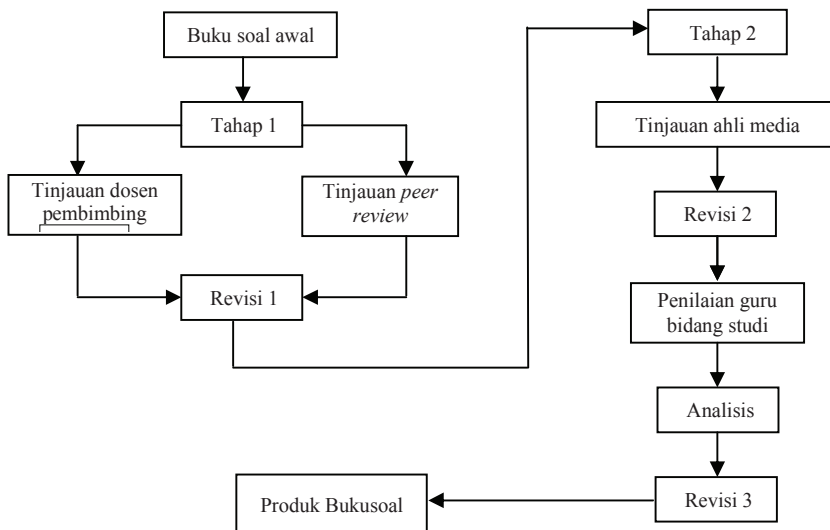 Buku soal awal
Tahap 1
Tinjauan dosen
pembimbing
Tinjauan peer
review
Revisi 1
Tahap 2
Tinjauan ahli media
Revisi 2
Penilaian guru
bidang studi
Analisis
Revisi 3
Produk Bukusoal